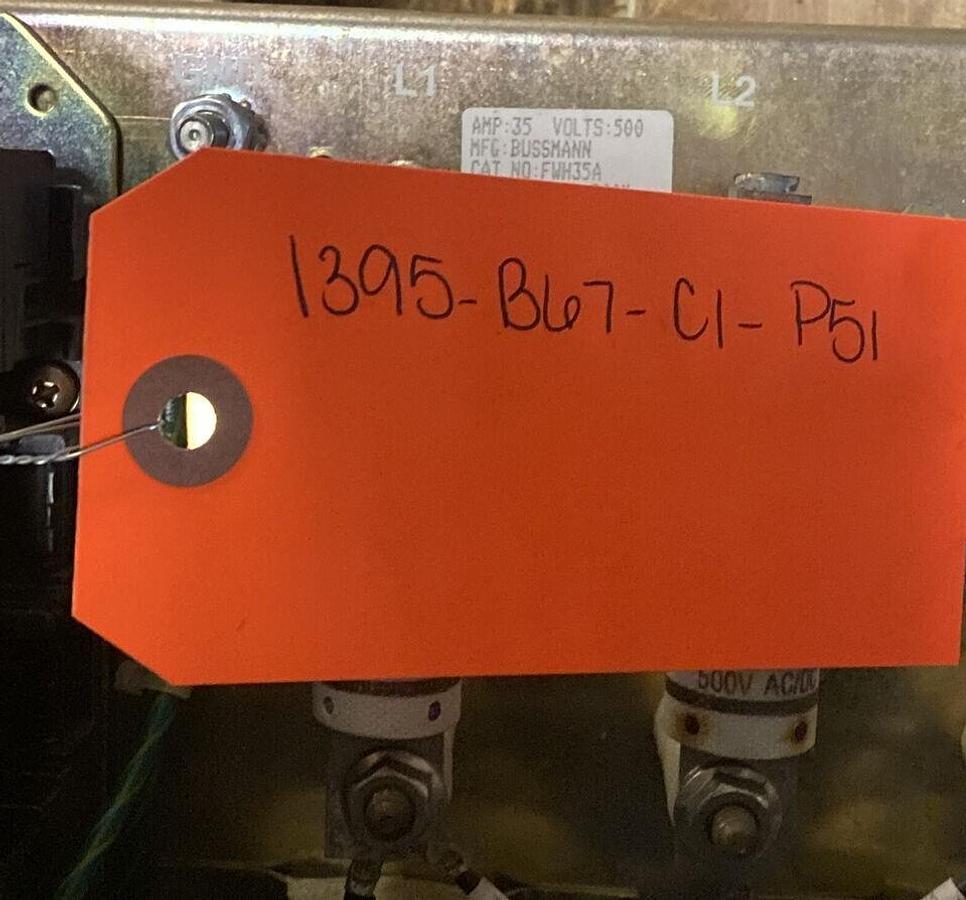 GND L1 L2
AMP:35 VOLTS:500
MFG:BUSSMANN
CAT NO:FWH35A
1395-B67-C1-P51
500V AC/DC